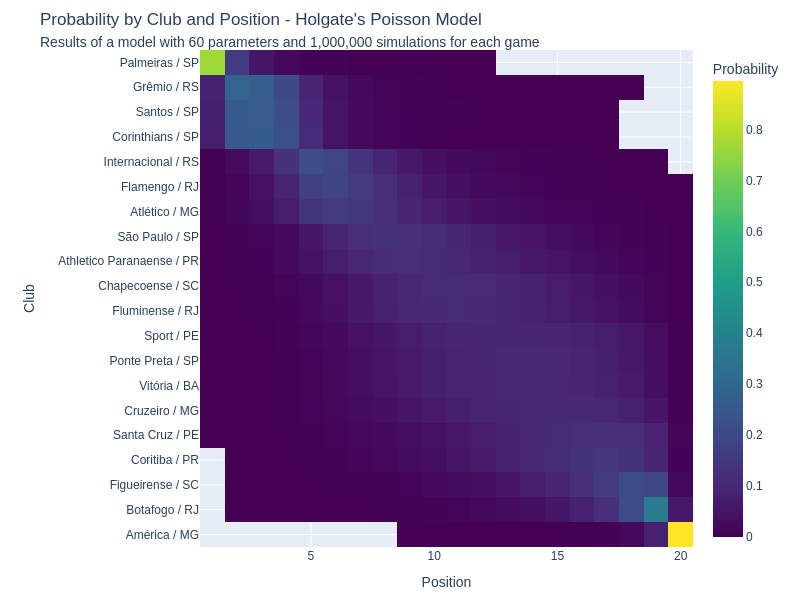 Probability by Club and Position - Holgate's Poisson Model
Results of a model with 60 parameters and 1,000,000 simulations for each game
Probability
Palmeiras / SP
Grêmio / RS
Santos / SP
Corinthians / SP
Internacional / RS
Flamengo / RJ
Atlético / MG
São Paulo / SP
Athletico Paranaense / PR
Chapecoense / SC
Fluminense / RJ
Sport / PE
Ponte Preta / SP
Vitória / BA
Cruzeiro / MG
Santa Cruz / PE
Coritiba / PR
Figueirense / SC
Botafogo / RJ
América / MG
Club
5
10
15
20
Position
0.8
0.7
0.6
0.5
0.4
0.3
0.2
0.1
0